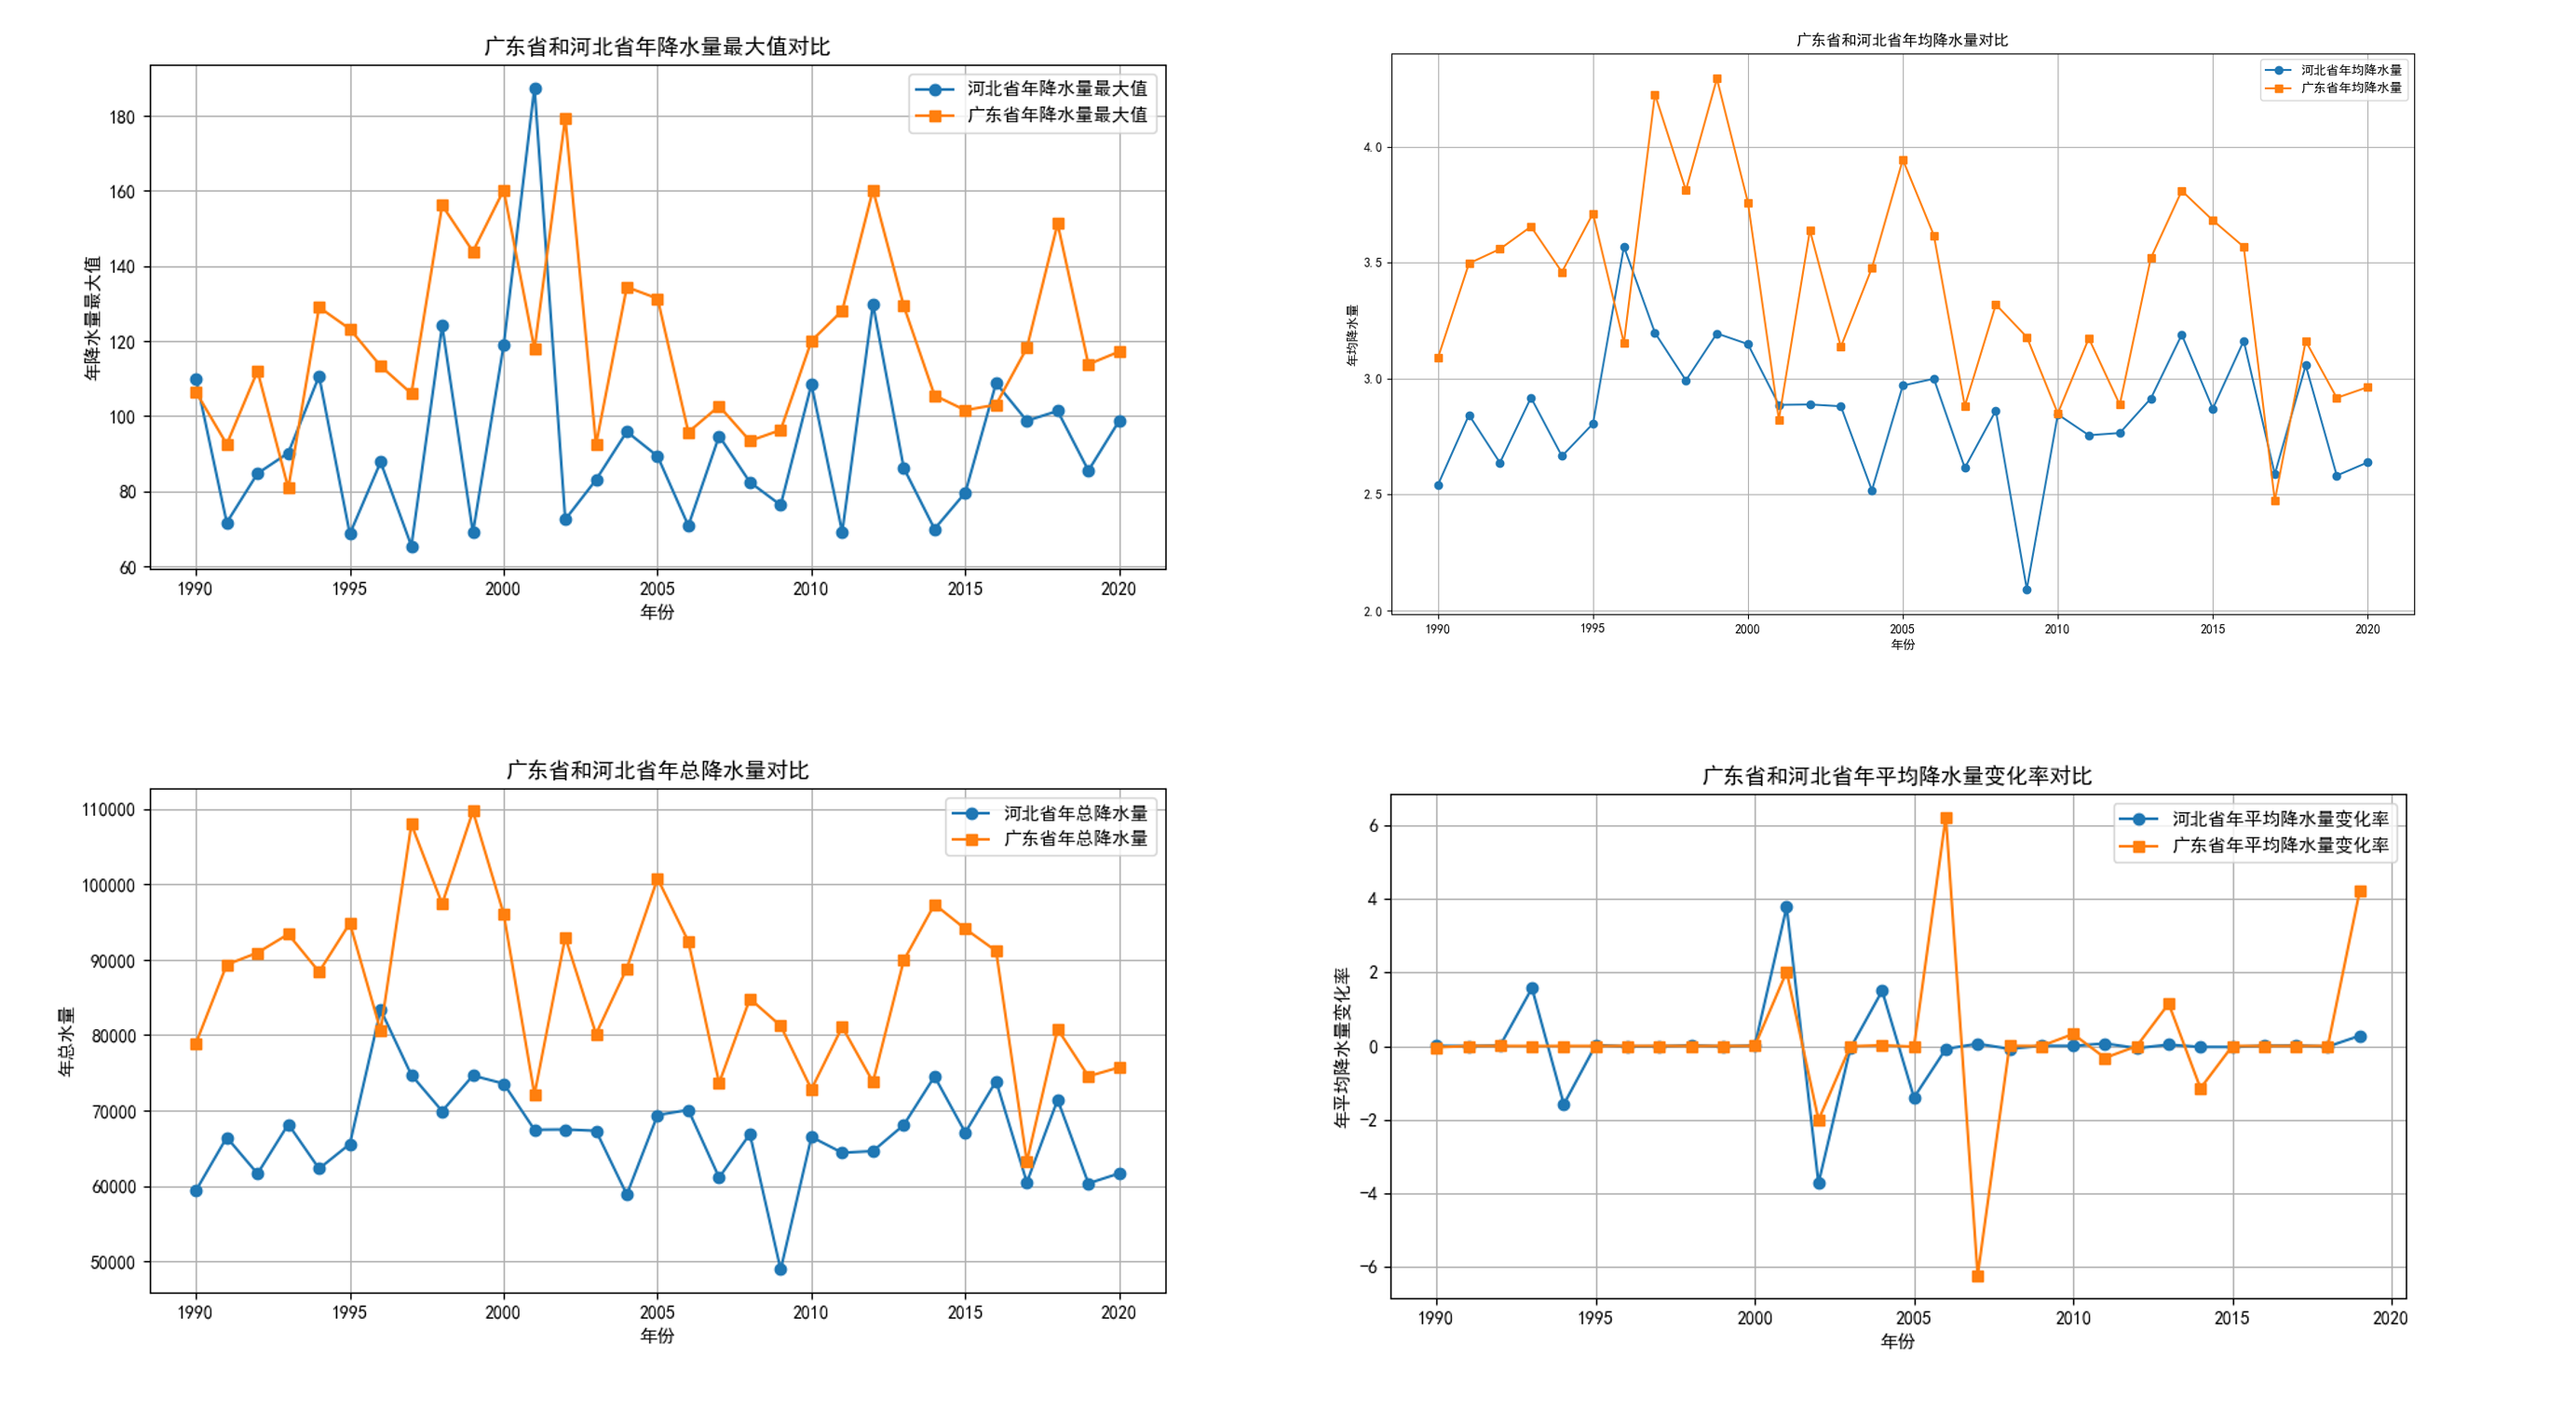 广东省和河北省年降水量最大值对比
河北省年降水量最大值
广东省年降水量最大值
年降水量最大值
180
160
140
120
100
80
60
1990 1995 2000 2005 2010 2015 2020
年份
广东省和河北省年均降水量对比
河北省年均降水量
广东省年均降水量
年均降水量
4.0
3.5
3.0
2.5
2.0
1990 1995 2000 2005 2010 2015 2020
年份
广东省和河北省年总降水量对比
河北省年总降水量
广东省年总降水量
年总水量
110000
100000
90000
80000
70000
60000
50000
1990 1995 2000 2005 2010 2015 2020
年份
广东省和河北省年平均降水量变化率对比
河北省年平均降水量变化率
广东省年平均降水量变化率
年平均降水量变化率
6
4
2
0
−2
−4
−6
1990 1995 2000 2005 2010 2015 2020
年份